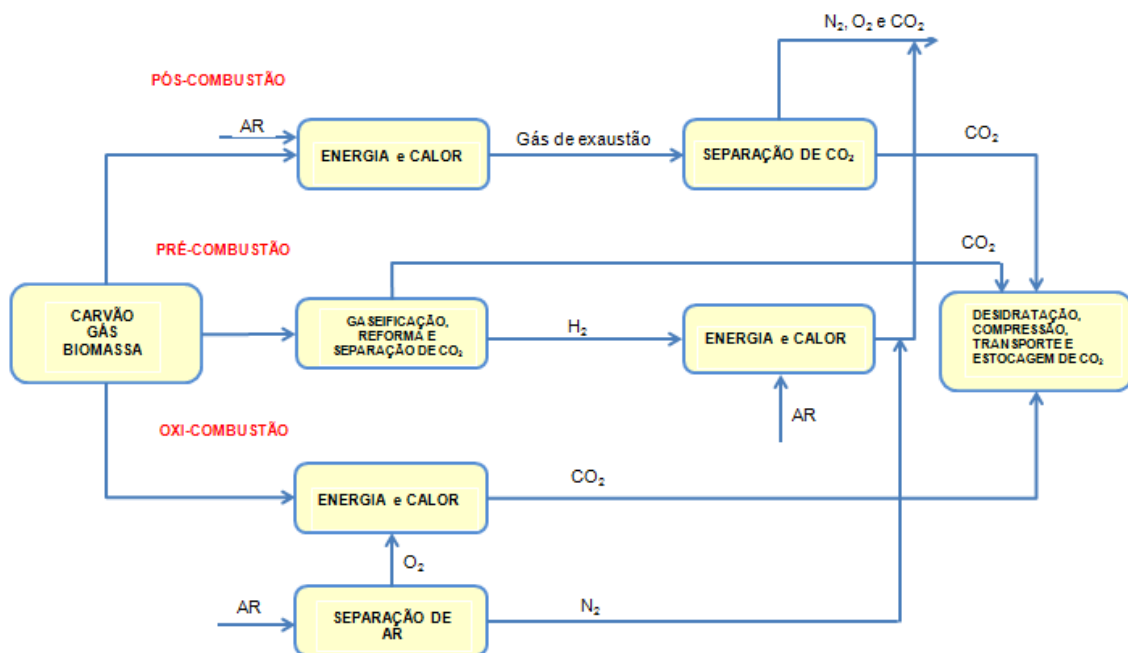 N₂, O₂ e CO₂
PÓS-COMBUSTÃO
AR
ENERGIA e CALOR
Gás de exaustão
SEPARAÇÃO DE CO₂
CO₂
PRÉ-COMBUSTÃO
CO₂
CARVÃO
GÁS
BIOMASSA
GASEIFICAÇÃO,
REFORMA E
SEPARAÇÃO DE CO₂
H₂
ENERGIA e CALOR
DESIDRATAÇÃO,
COMPRESSÃO,
TRANSPORTE E
ESTOCAGEM DE CO₂
AR
OXI-COMBUSTÃO
ENERGIA e CALOR
CO₂
O₂
AR
SEPARAÇÃO DE
AR
N₂